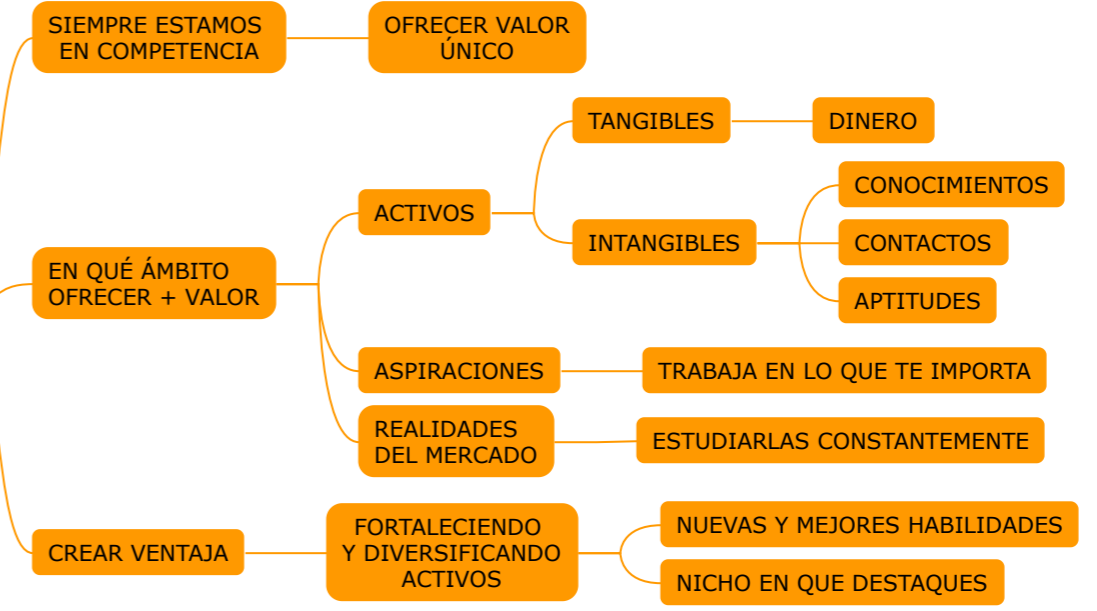 SIEMPRE ESTAMOS
EN COMPETENCIA
OFRECER VALOR
ÚNICO
EN QUÉ ÁMBITO
OFRECER + VALOR
ACTIVOS
TANGIBLES
DINERO
INTANGIBLES
CONOCIMIENTOS
CONTACTOS
APTITUDES
ASPIRACIONES
TRABAJA EN LO QUE TE IMPORTA
REALIDADES
DEL MERCADO
ESTUDIARLAS CONSTANTEMENTE
CREAR VENTAJA
FORTALECIENDO
Y DIVERSIFICANDO
ACTIVOS
NUEVAS Y MEJORES HABILIDADES
NICHO EN QUE DESTAQUES